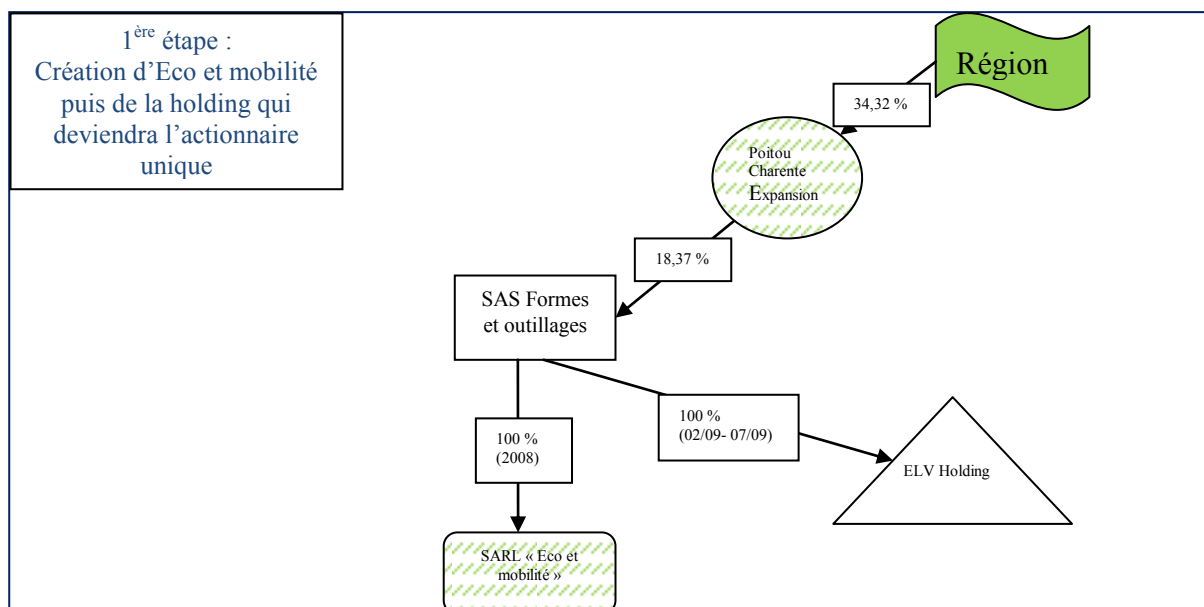 1ère étape :
Création d’Eco et mobilité
puis de la holding qui
deviendra l’actionnaire
unique
Région
34,32 %
Poitou
Charente
Expansion
18,37 %
SAS Formes
et outillages
100 %
(2008)
100 %
(02/09- 07/09)
ELV Holding
SARL « Eco et
mobilité »